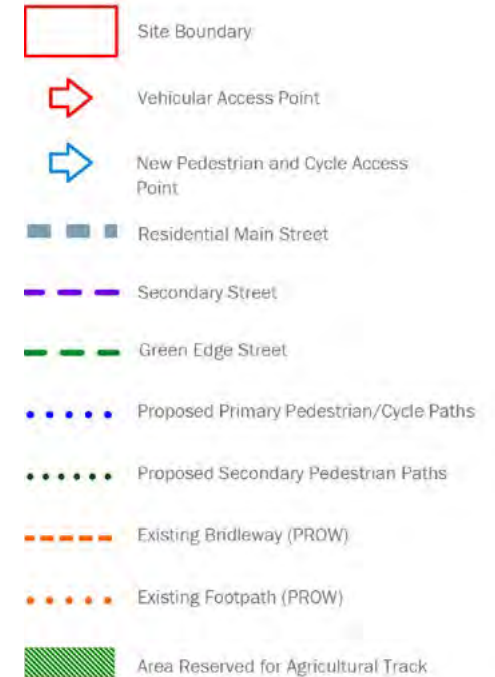 Site Boundary
Vehicular Access Point
New Pedestrian and Cycle Access
Point
Residential Main Street
Secondary Street
Green Edge Street
Proposed Primary Pedestrian/Cycle Paths
Proposed Secondary Pedestrian Paths
Existing Bridleway (PROW)
Existing Footpath (PROW)
Area Reserved for Agricultural Track